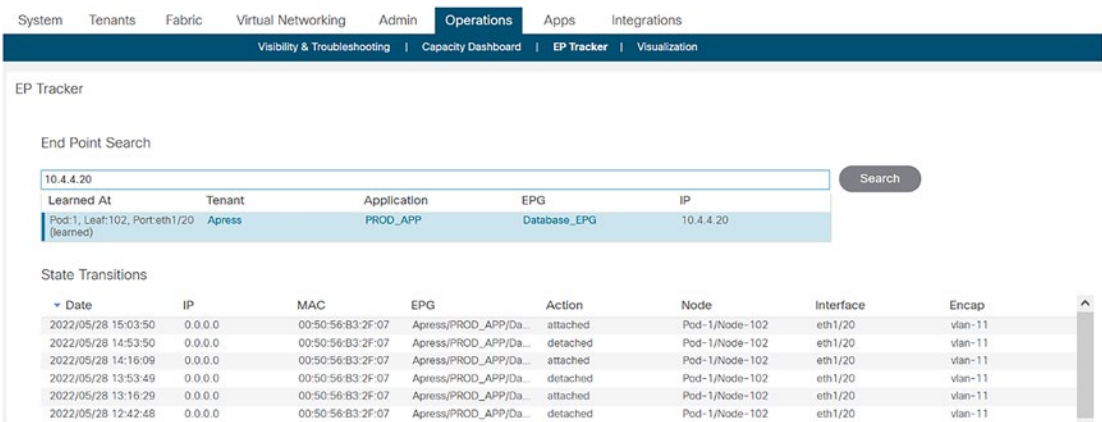 System Tenants Fabric Virtual Networking Admin Operations Apps Integrations
Visibility & Troubleshooting | Capacity Dashboard | EP Tracker | Visualization
EP Tracker
End Point Search
10.4.4.20 Search
Learned At Tenant Application EPG IP
Pod:1, Leaf:102, Port:eth1/20 Apress PROD_APP Database_EPG 10.4.4.20
(learned)
State Transitions
Date IP MAC EPG Action Node Interface Encap
2022/05/28 15:03:50 0.0.0.0 00:50:56:B3:2F:07 Apress/PROD_APP/Da... attached Pod-1/Node-102 eth1/20 vlan-11
2022/05/28 14:53:50 0.0.0.0 00:50:56:B3:2F:07 Apress/PROD_APP/Da... detached Pod-1/Node-102 eth1/20 vlan-11
2022/05/28 14:16:09 0.0.0.0 00:50:56:B3:2F:07 Apress/PROD_APP/Da... attached Pod-1/Node-102 eth1/20 vlan-11
2022/05/28 13:53:49 0.0.0.0 00:50:56:B3:2F:07 Apress/PROD_APP/Da... detached Pod-1/Node-102 eth1/20 vlan-11
2022/05/28 13:16:29 0.0.0.0 00:50:56:B3:2F:07 Apress/PROD_APP/Da... attached Pod-1/Node-102 eth1/20 vlan-11
2022/05/28 12:42:48 0.0.0.0 00:50:56:B3:2F:07 Apress/PROD_APP/Da... detached Pod-1/Node-102 eth1/20 vlan-11